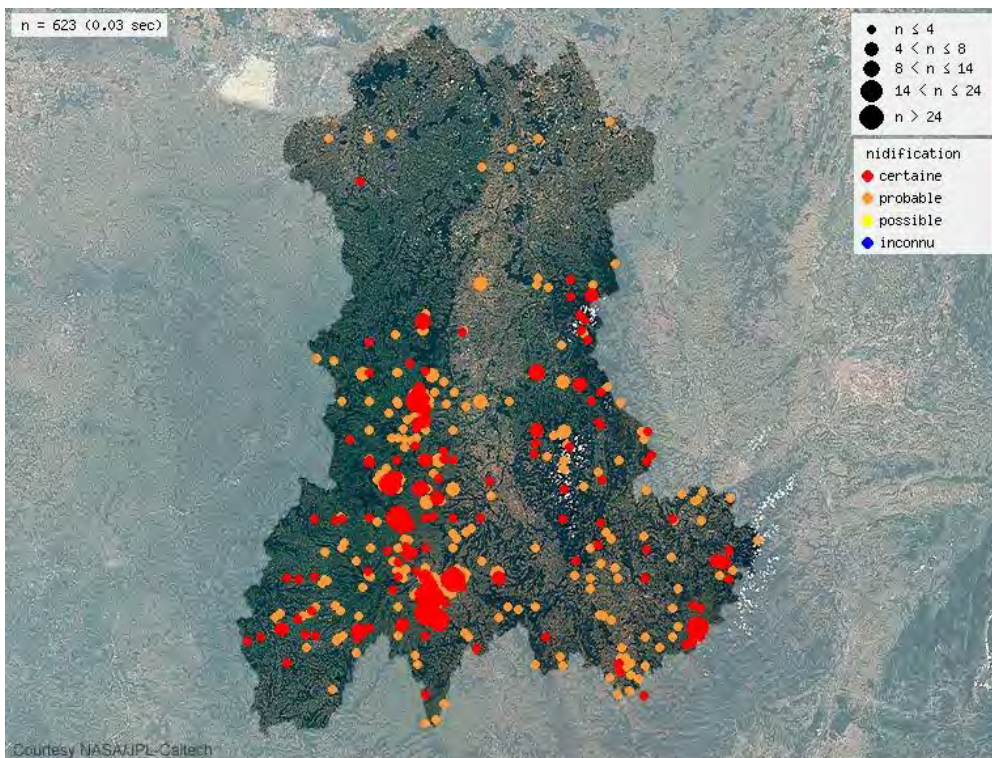 n = 623 (0.03 sec)
n ≤ 4
4 < n ≤ 8
8 < n ≤ 14
14 < n ≤ 24
n > 24
nidification
certaine
probable
possible
inconnu
Courtesy NASA/JPL-Caltech